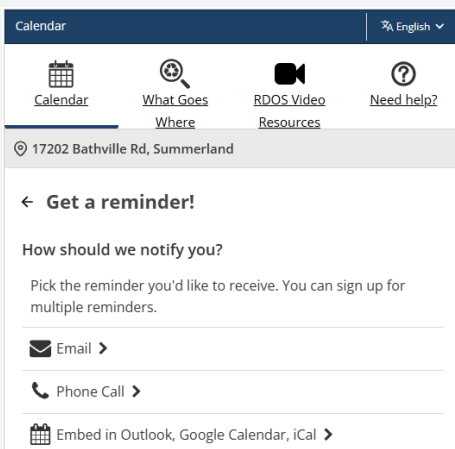 Calendar
English
Calendar
What Goes
Where
RDOS Video
Resources
Need help?
17202 Bathville Rd, Summerland
Get a reminder!
How should we notify you?
Pick the reminder you'd like to receive. You can sign up for
multiple reminders.
Email
Phone Call
Embed in Outlook, Google Calendar, iCal